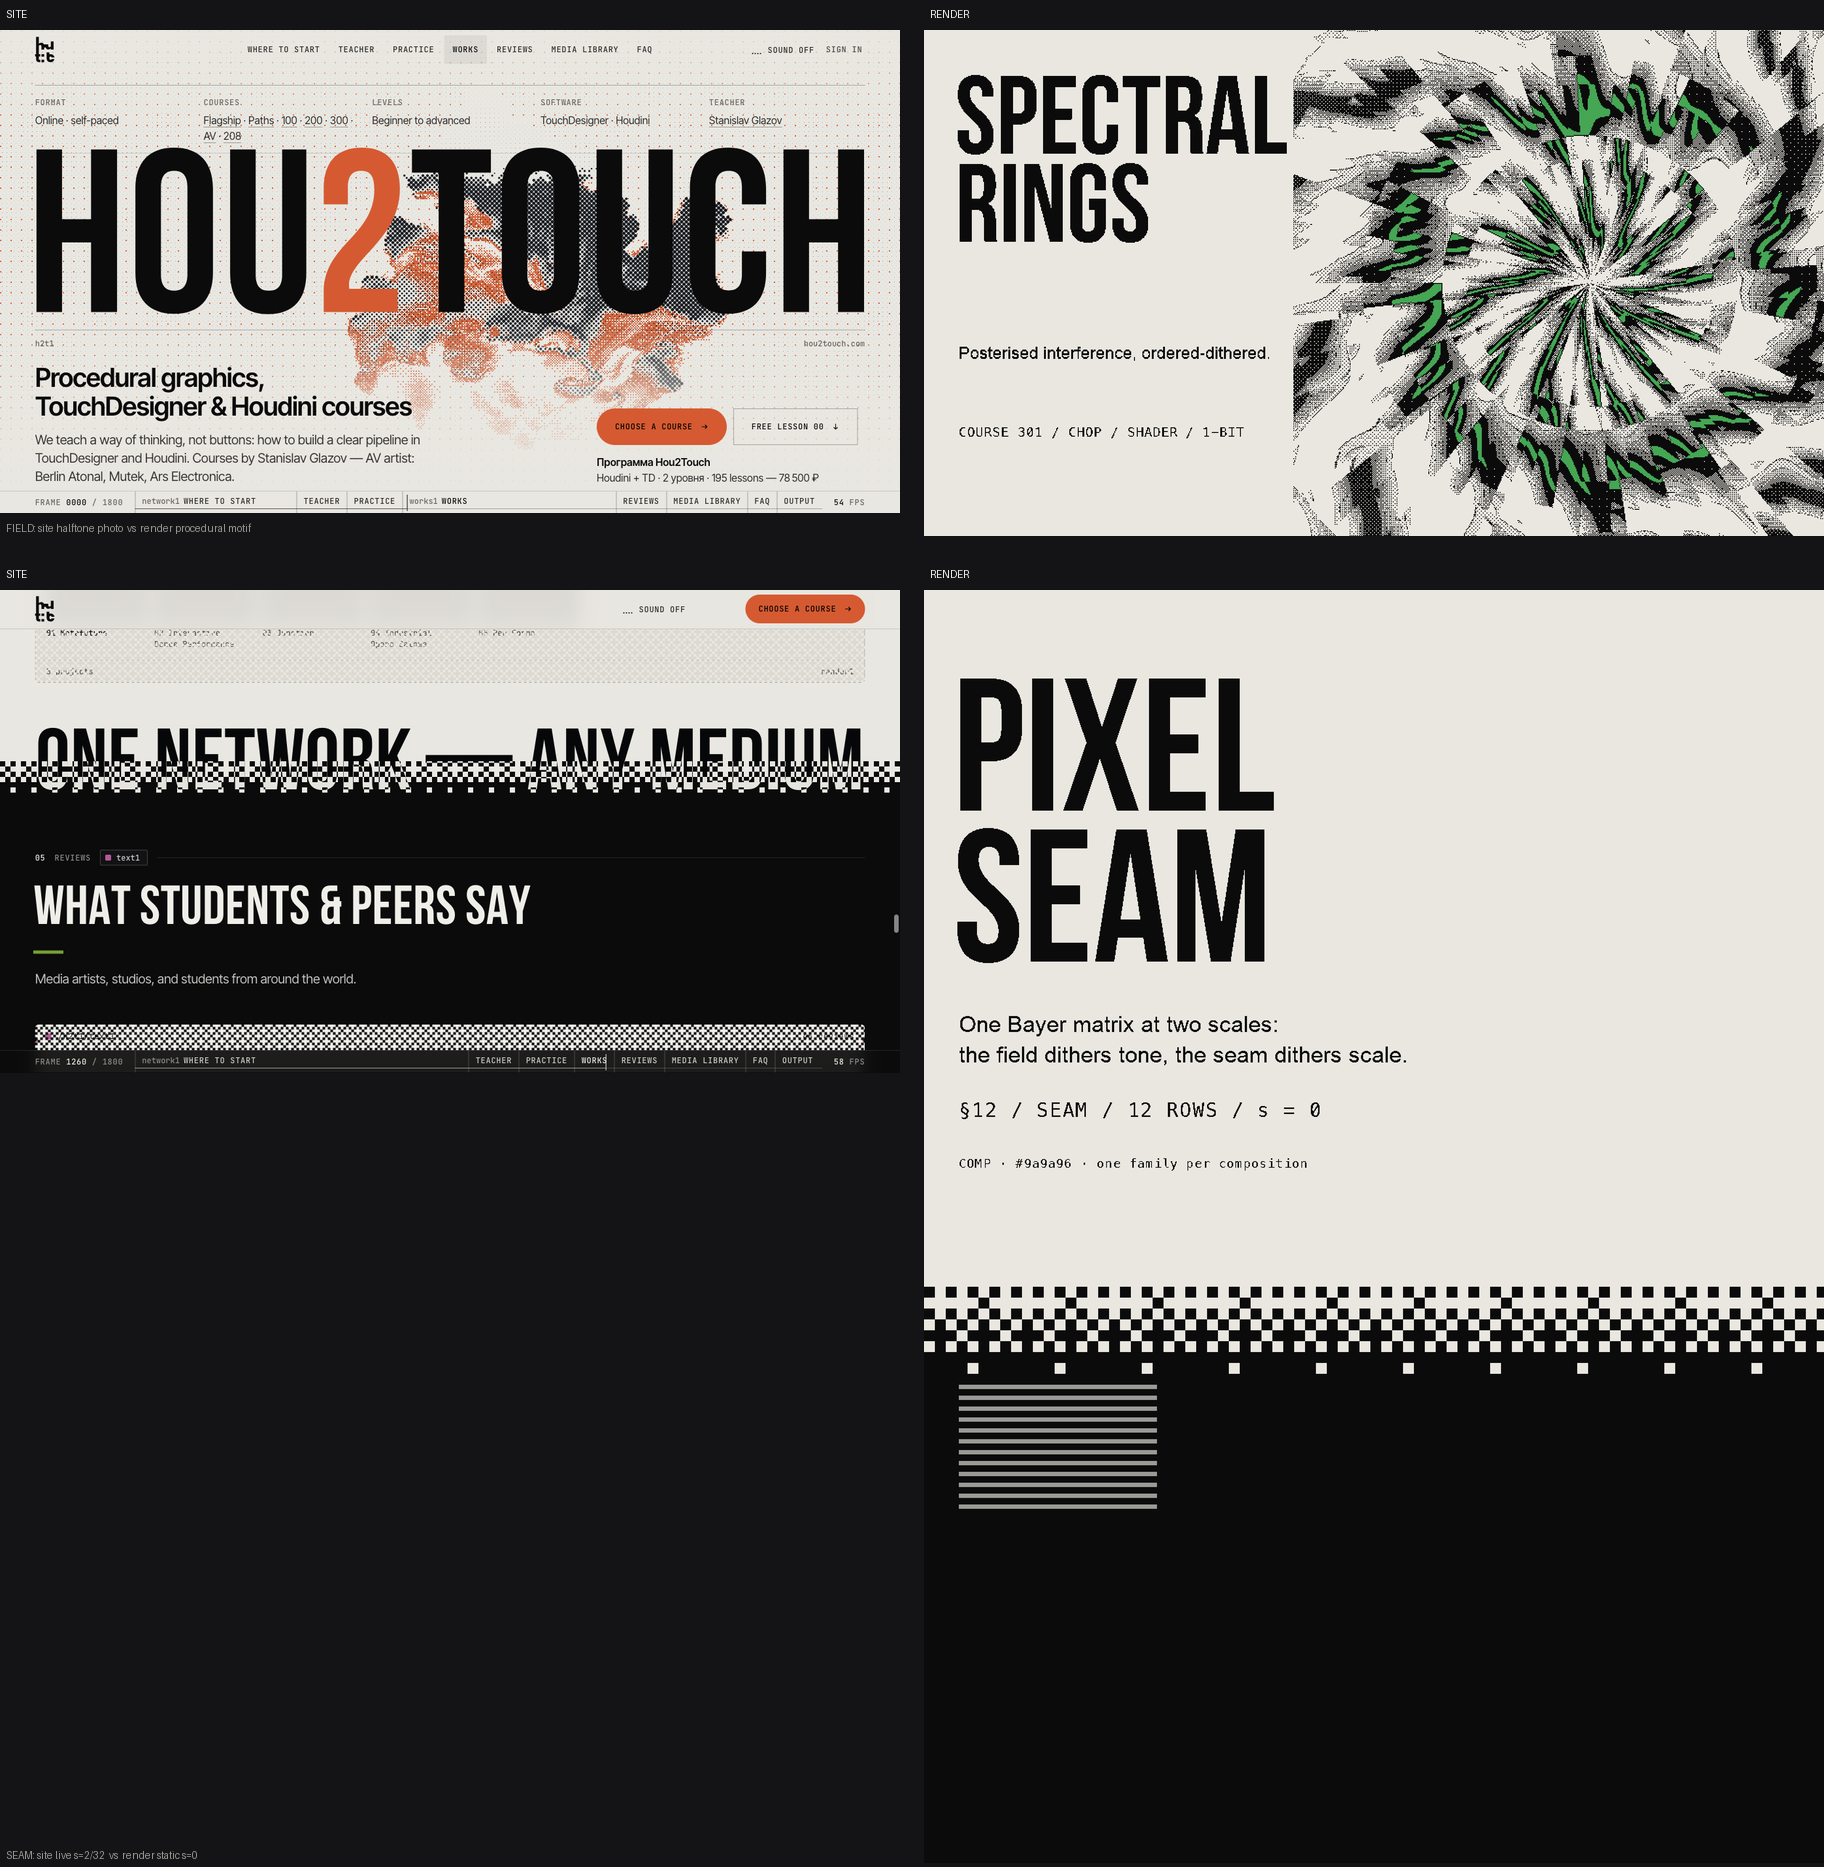 SITE
WHERE TO START TEACHER PRACTICE WORKS REVIEWS MEDIA LIBRARY FAQ
SOUND OFF SIGN IN
FORMAT COURSES LEVELS SOFTWARE TEACHER
Online · self-paced Flagship · Paths · 100 · 200 · 300 · Beginner to advanced TouchDesigner · Houdini Stanislav Glazov
AV · 208
HOU2TOUCH
h2t1 hou2touch.com
Procedural graphics,
TouchDesigner & Houdini courses
We teach a way of thinking, not buttons: how to build a clear pipeline in
TouchDesigner and Houdini. Courses by Stanislav Glazov — AV artist:
Berlin Atonal, Mutek, Ars Electronica.
CHOOSE A COURSE → FREE LESSON 00 ↓
Программа Hou2Touch
Houdini + TD · 2 уровня · 195 lessons — 78 500 ₽
FRAME 0000 / 1800 network1 WHERE TO START TEACHER PRACTICE works1 WORKS REVIEWS MEDIA LIBRARY FAQ OUTPUT 54 FPS
FIELD: site halftone photo vs render procedural motif
RENDER
SPECTRAL
RINGS
Posterised interference, ordered-dithered.
COURSE 301 / CHOP / SHADER / 1-BIT
SITE
SOUND OFF CHOOSE A COURSE →
ONE NETWORK — ANY MEDIUM
05 REVIEWS text1
WHAT STUDENTS & PEERS SAY
Media artists, studios, and students from around the world.
FRAME 1260 / 1800 network1 WHERE TO START TEACHER PRACTICE WORKS REVIEWS MEDIA LIBRARY FAQ OUTPUT 58 FPS
SEAM: site live s=2/32 vs render static s=0
RENDER
PIXEL
SEAM
One Bayer matrix at two scales:
the field dithers tone, the seam dithers scale.
§12 / SEAM / 12 ROWS / s = 0
COMP · #9a9a96 · one family per composition